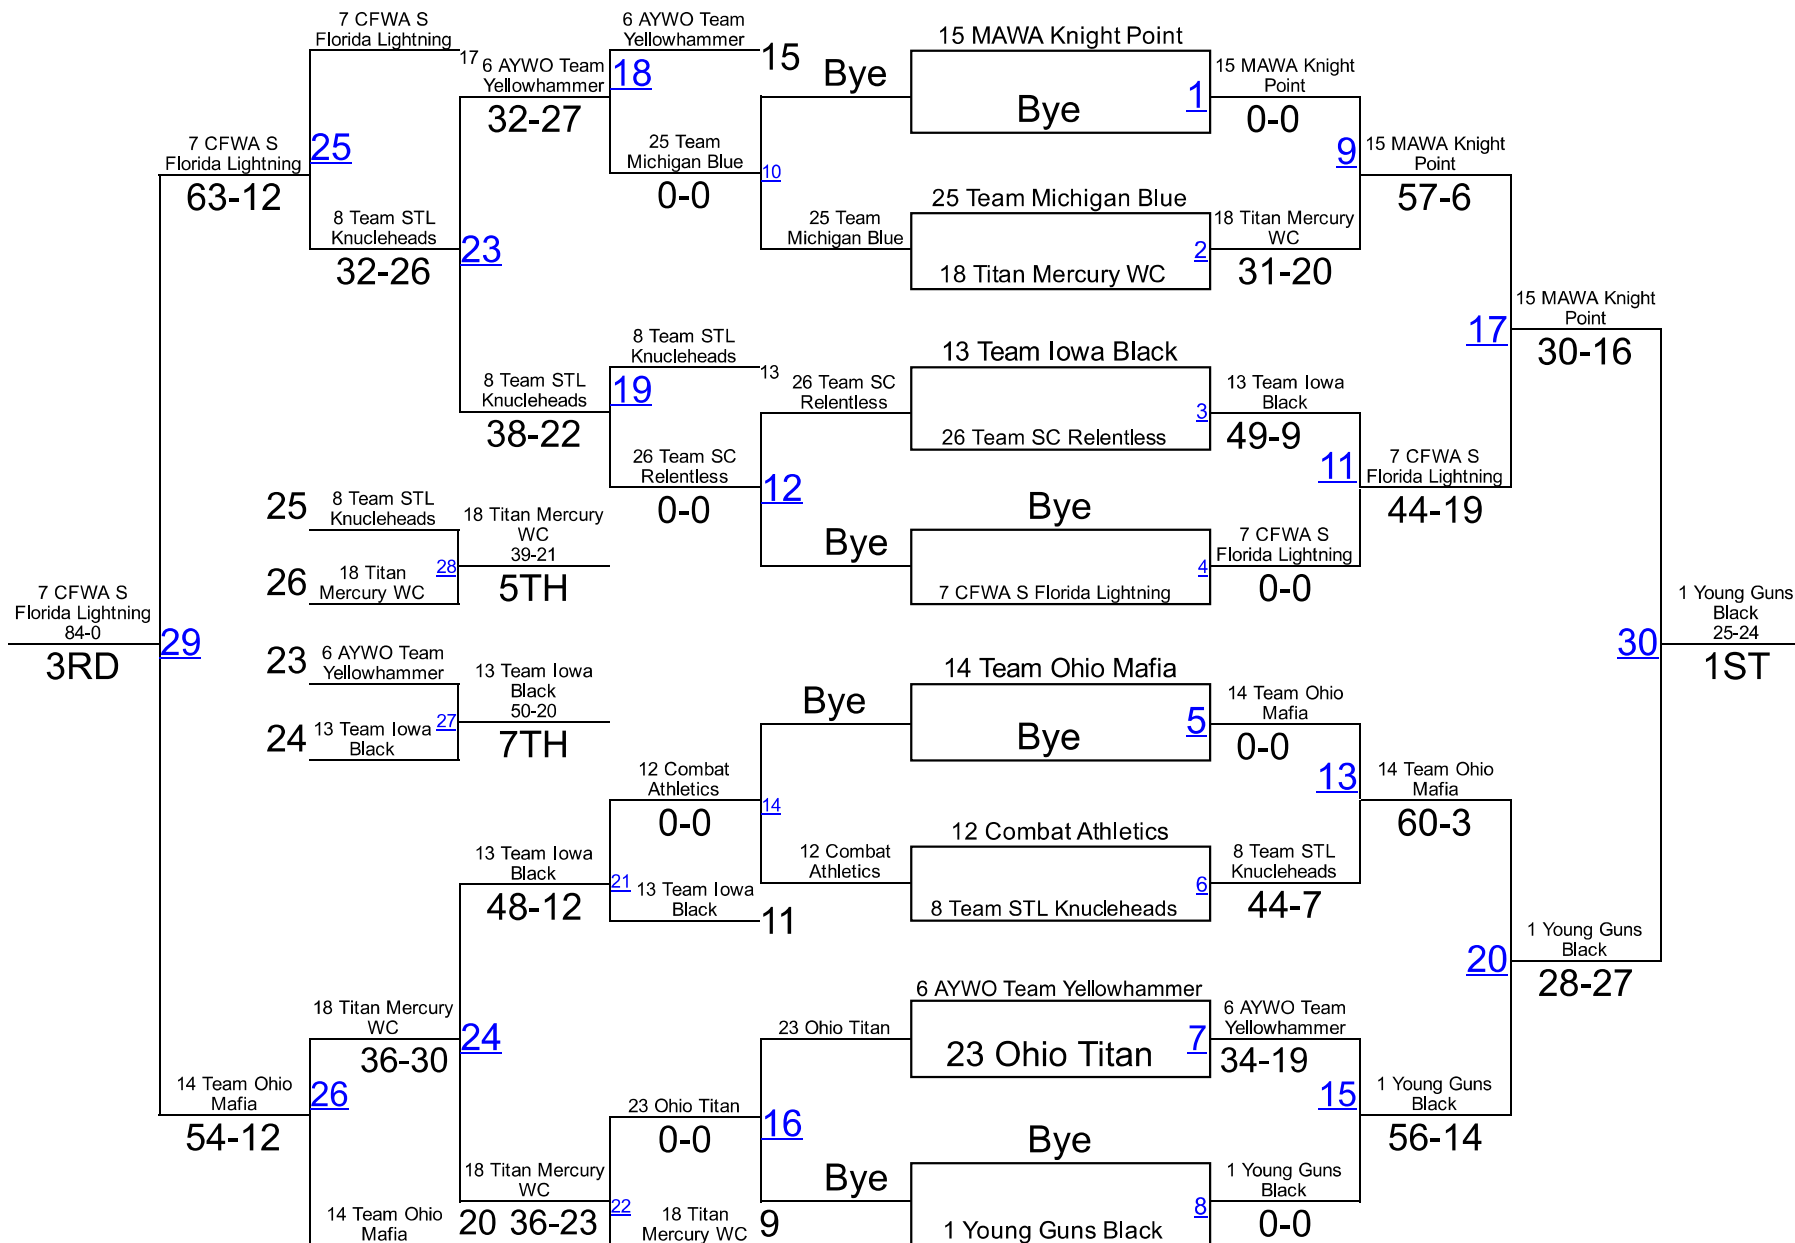 7 CFWA S
Florida Lightning
17
6 AYWO Team
Yellowhammer
15
6 AYWO Team
Yellowhammer
18
32-27
Bye
15 MAWA Knight Point
Bye
1
15 MAWA Knight
Point
0-0
7 CFWA S
Florida Lightning
25
63-12
25 Team
Michigan Blue
10
0-0
9
15 MAWA Knight
Point
57-6
8 Team STL
Knucleheads
23
32-26
25 Team
Michigan Blue
25 Team Michigan Blue
2
18 Titan Mercury WC
18 Titan Mercury
WC
31-20
15 MAWA Knight
Point
17
30-16
8 Team STL
Knucleheads
13
8 Team STL
Knucleheads
19
38-22
26 Team SC
Relentless
13 Team Iowa Black
3
26 Team SC Relentless
13 Team Iowa
Black
49-9
26 Team SC
Relentless
12
0-0
11
7 CFWA S
Florida Lightning
44-19
25
8 Team STL
Knucleheads
18 Titan Mercury
WC
39-21
28
5TH
26
18 Titan
Mercury WC
Bye
Bye
4
7 CFWA S Florida Lightning
7 CFWA S
Florida Lightning
0-0
7 CFWA S
Florida Lightning
84-0
29
3RD
1 Young Guns
Black
25-24
30
1ST
23
6 AYWO Team
Yellowhammer
13 Team Iowa
Black
50-20
27
7TH
24
13 Team Iowa
Black
Bye
14 Team Ohio Mafia
Bye
5
14 Team Ohio
Mafia
0-0
12 Combat
Athletics
14
0-0
13
14 Team Ohio
Mafia
60-3
13 Team Iowa
Black
21
48-12
13 Team Iowa
Black
11
12 Combat
Athletics
12 Combat Athletics
6
8 Team STL Knucleheads
8 Team STL
Knucleheads
44-7
20
1 Young Guns
Black
28-27
18 Titan Mercury
WC
24
36-30
23 Ohio Titan
6 AYWO Team Yellowhammer
7
23 Ohio Titan
6 AYWO Team
Yellowhammer
34-19
14 Team Ohio
Mafia
26
54-12
23 Ohio Titan
16
0-0
15
1 Young Guns
Black
56-14
14 Team Ohio
Mafia
20
18 Titan Mercury
WC
36-23
22
18 Titan
Mercury WC
9
Bye
Bye
8
1 Young Guns Black
1 Young Guns
Black
0-0